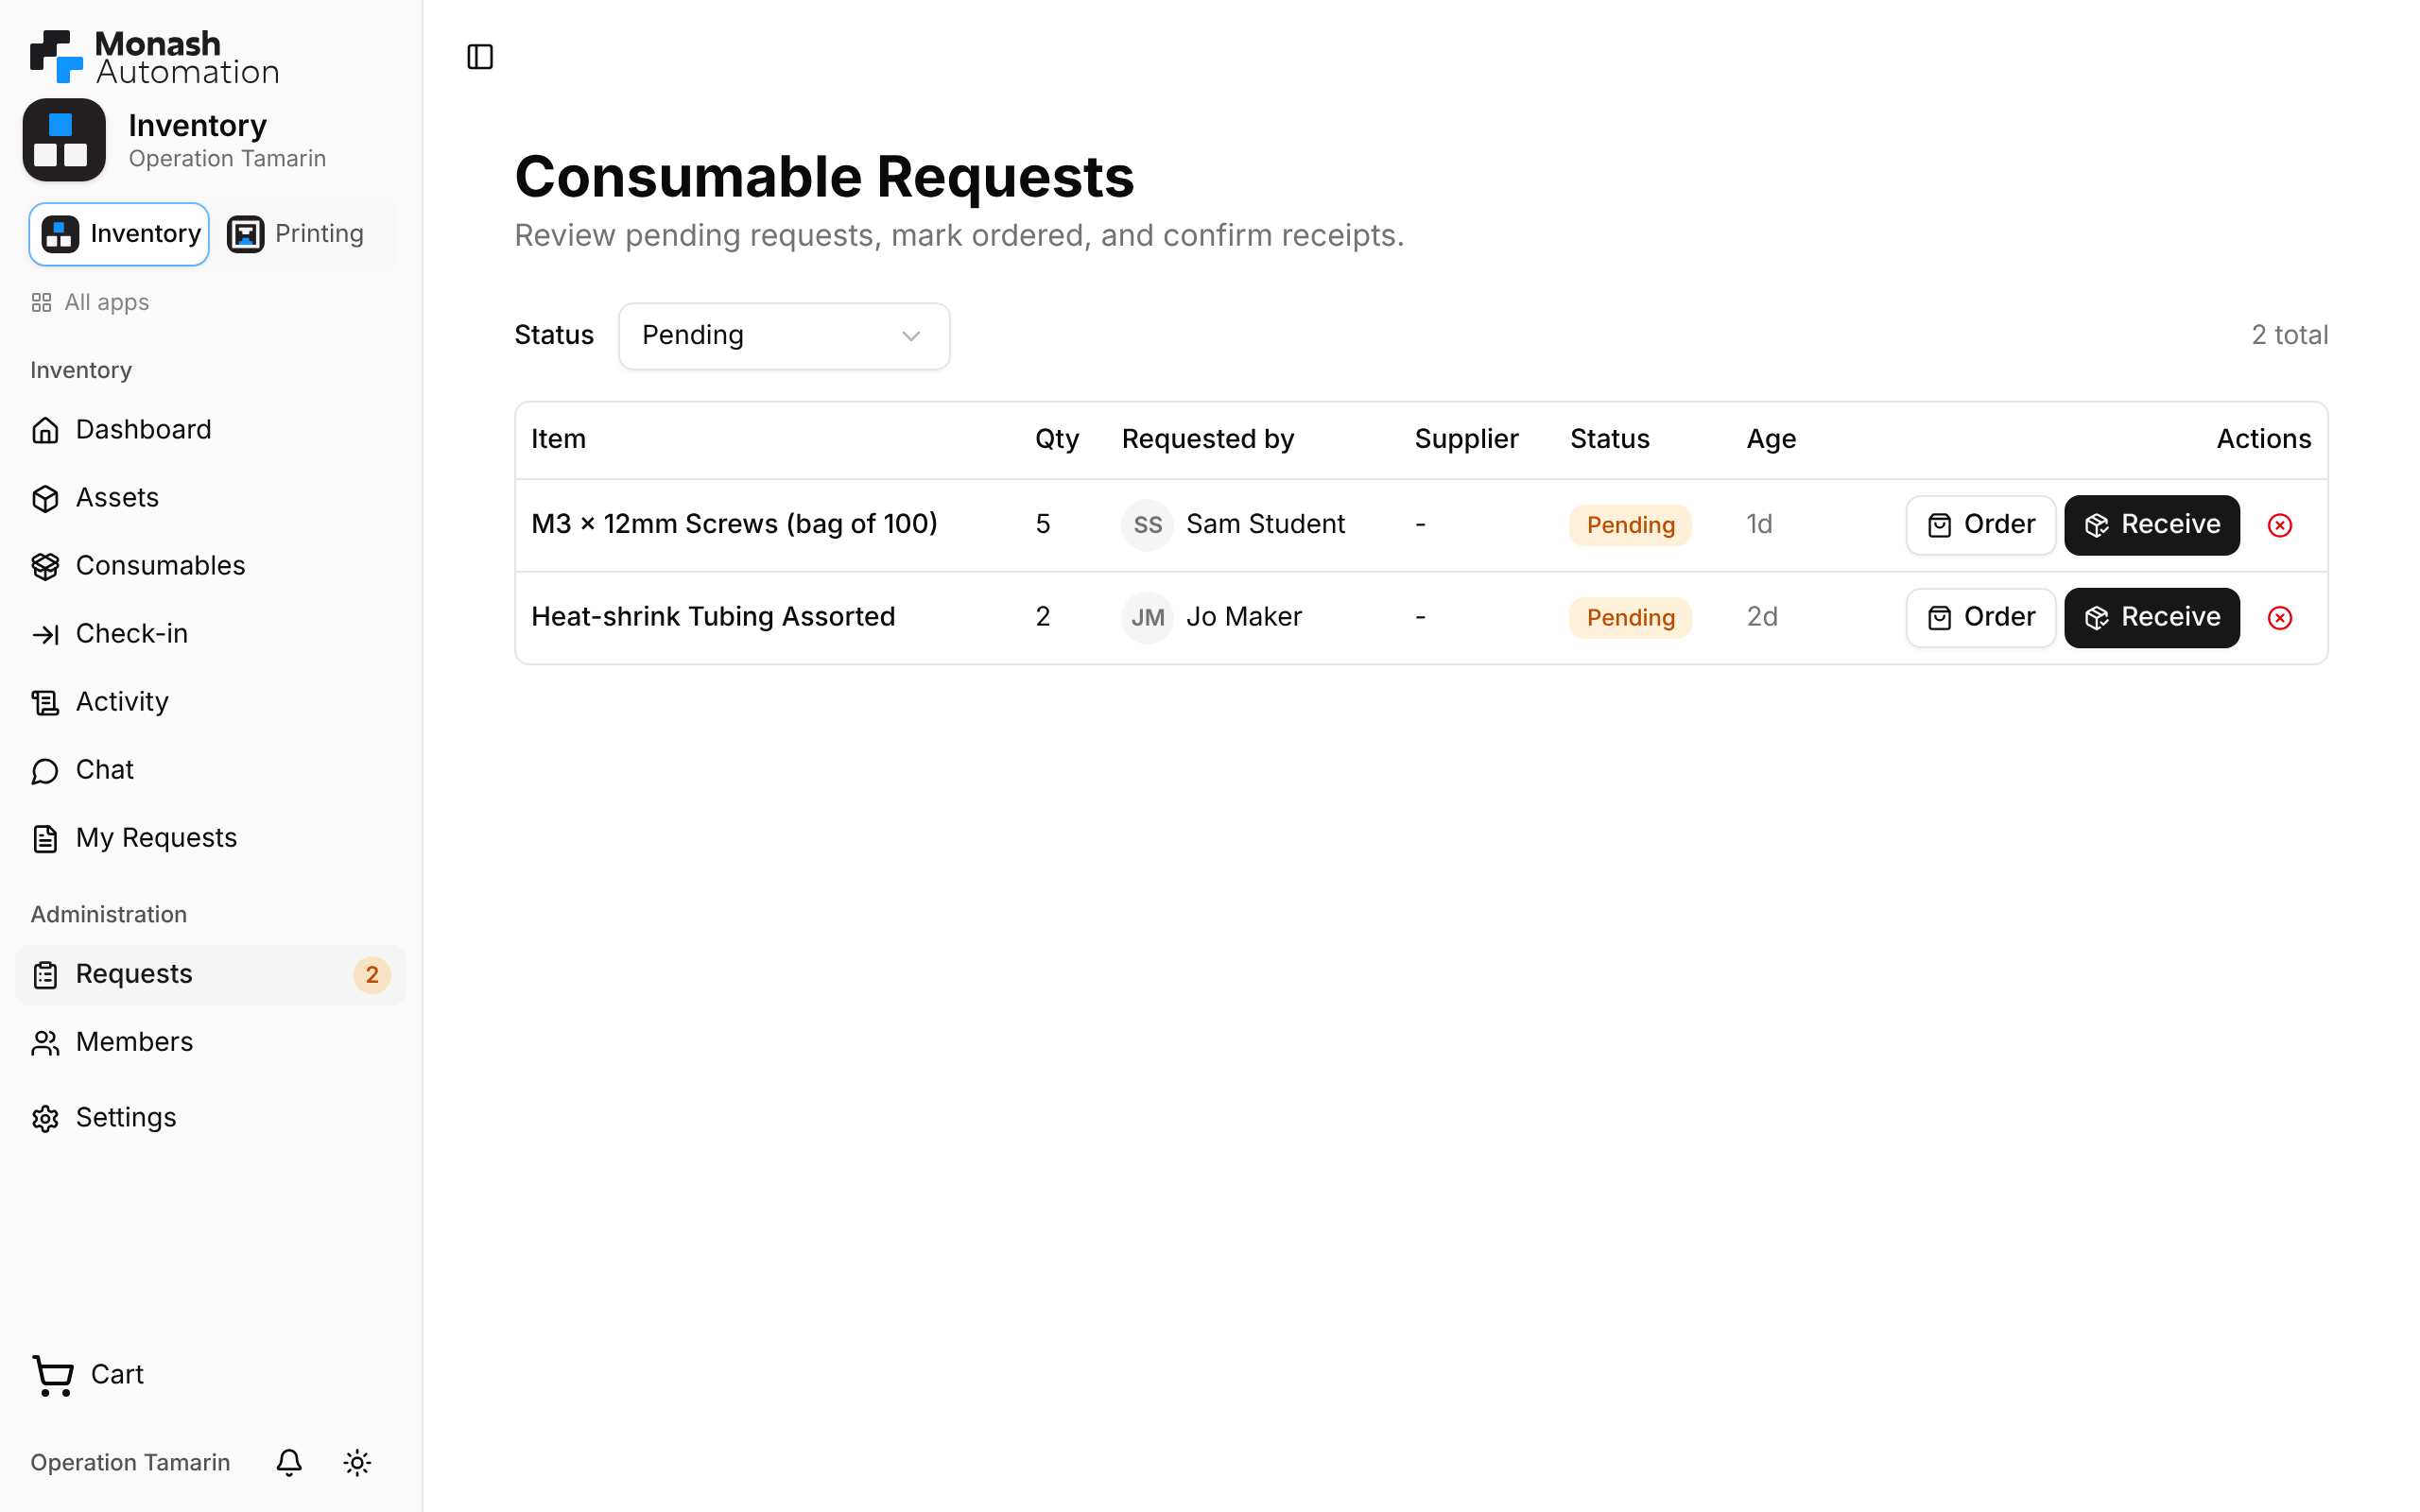 Monash
Automation
Inventory
Operation Tamarin
Inventory
Printing
All apps
Inventory
Dashboard
Assets
Consumables
Check-in
Activity
Chat
My Requests
Administration
Requests 2
Members
Settings
Cart
Operation Tamarin
Consumable Requests
Review pending requests, mark ordered, and confirm receipts.
Status Pending 2 total
Item Qty Requested by Supplier Status Age Actions
M3 × 12mm Screws (bag of 100) 5 SS Sam Student - Pending 1d Order Receive
Heat-shrink Tubing Assorted 2 JM Jo Maker - Pending 2d Order Receive